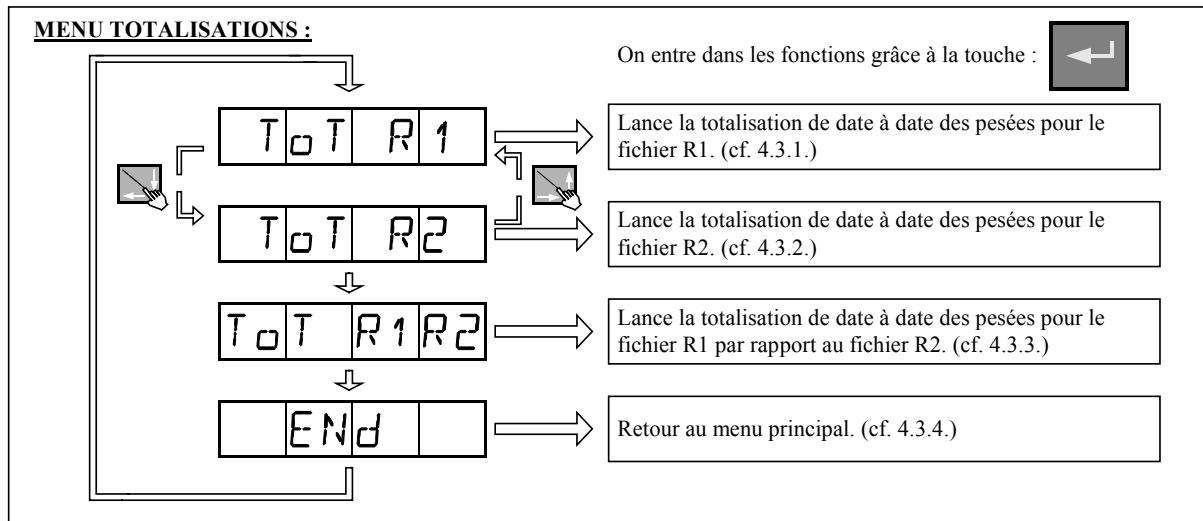 MENU TOTALISATIONS :
On entre dans les fonctions grâce à la touche :
ToT R1
Lance la totalisation de date à date des pesées pour le
fichier R1. (cf. 4.3.1.)
ToT R2
Lance la totalisation de date à date des pesées pour le
fichier R2. (cf. 4.3.2.)
ToT R1R2
Lance la totalisation de date à date des pesées pour le
fichier R1 par rapport au fichier R2. (cf. 4.3.3.)
ENd
Retour au menu principal. (cf. 4.3.4.)